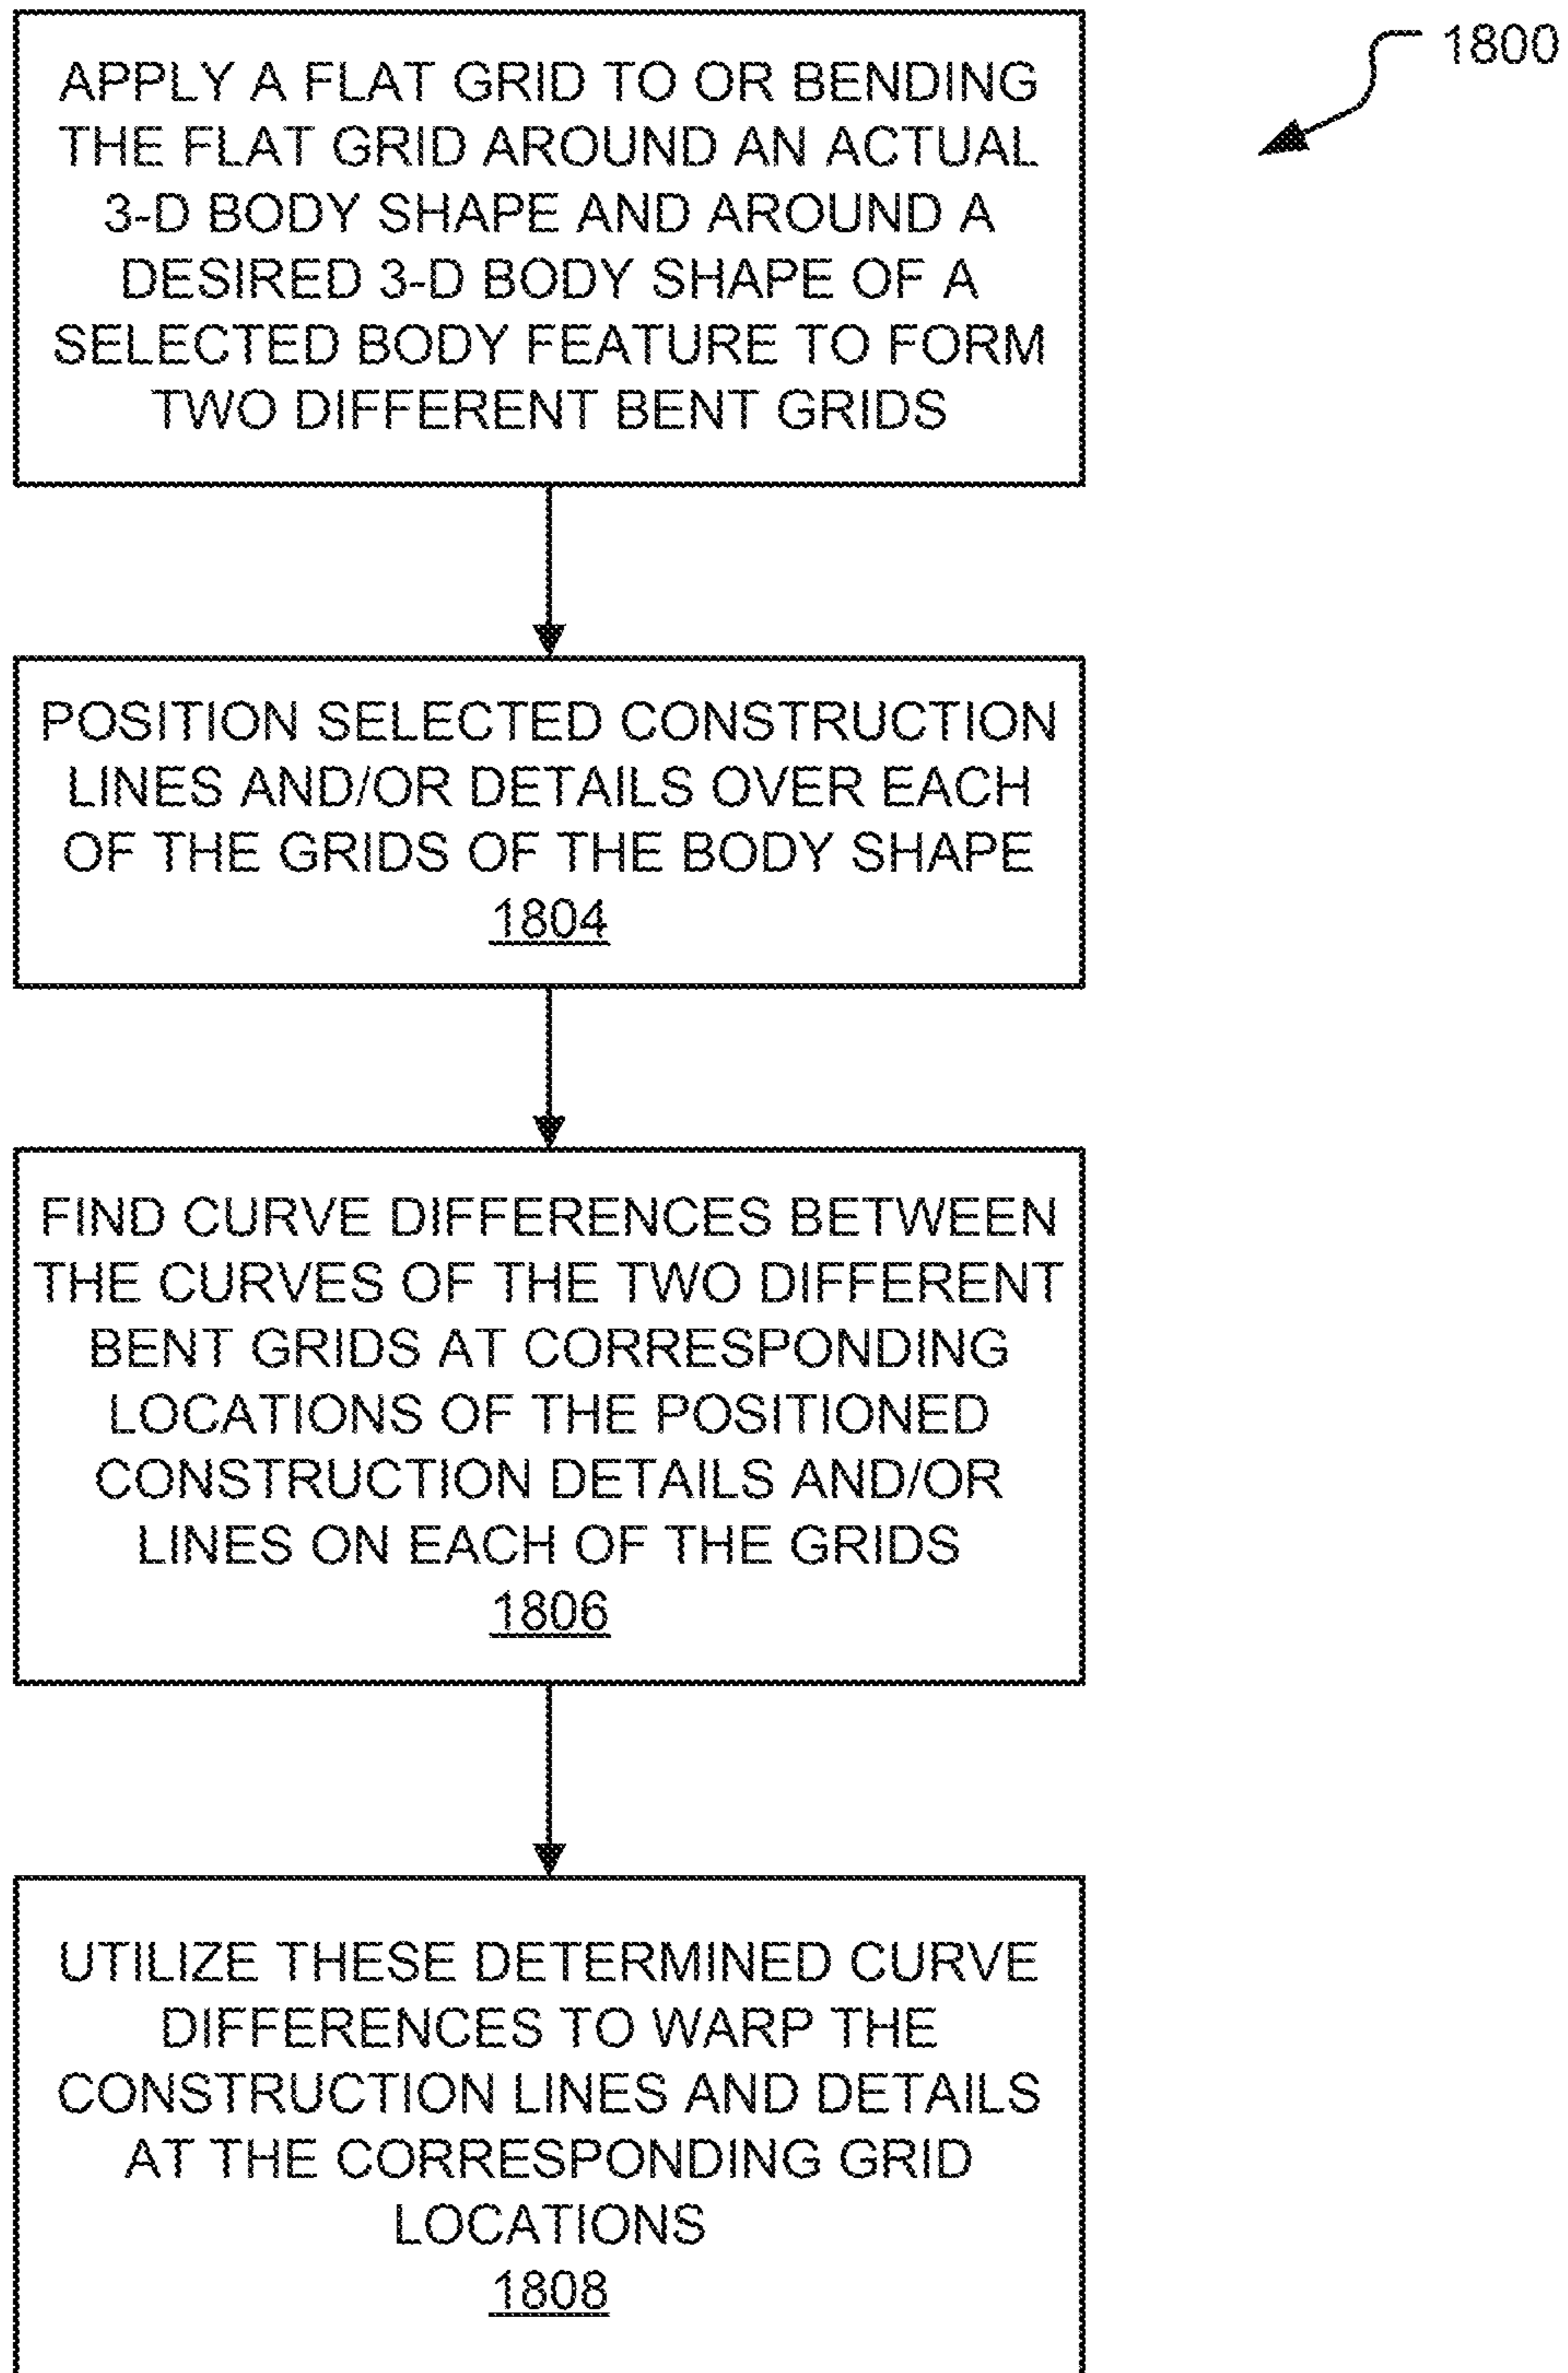 1800
APPLY A FLAT GRID TO OR BENDING
THE FLAT GRID AROUND AN ACTUAL
3-D BODY SHAPE AND AROUND A
DESIRED 3-D BODY SHAPE OF A
SELECTED BODY FEATURE TO FORM
TWO DIFFERENT BENT GRIDS
POSITION SELECTED CONSTRUCTION
LINES AND/OR DETAILS OVER EACH
OF THE GRIDS OF THE BODY SHAPE
1804
FIND CURVE DIFFERENCES BETWEEN
THE CURVES OF THE TWO DIFFERENT
BENT GRIDS AT CORRESPONDING
LOCATIONS OF THE POSITIONED
CONSTRUCTION DETAILS AND/OR
LINES ON EACH OF THE GRIDS
1806
UTILIZE THESE DETERMINED CURVE
DIFFERENCES TO WARP THE
CONSTRUCTION LINES AND DETAILS
AT THE CORRESPONDING GRID
LOCATIONS
1808